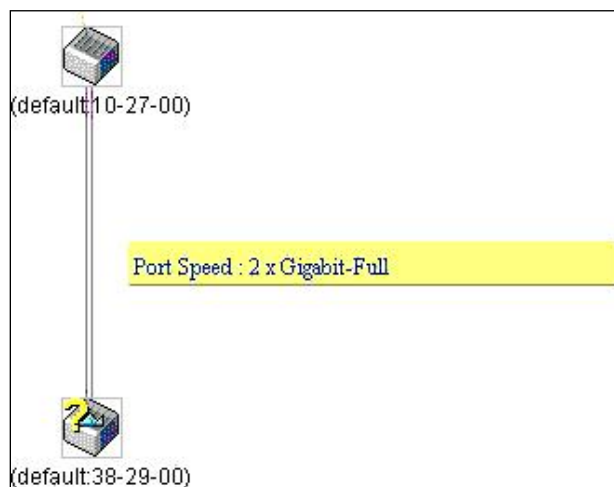 (default:10-27-00)
Port Speed : 2 x Gigabit-Full
?
(default:38-29-00)